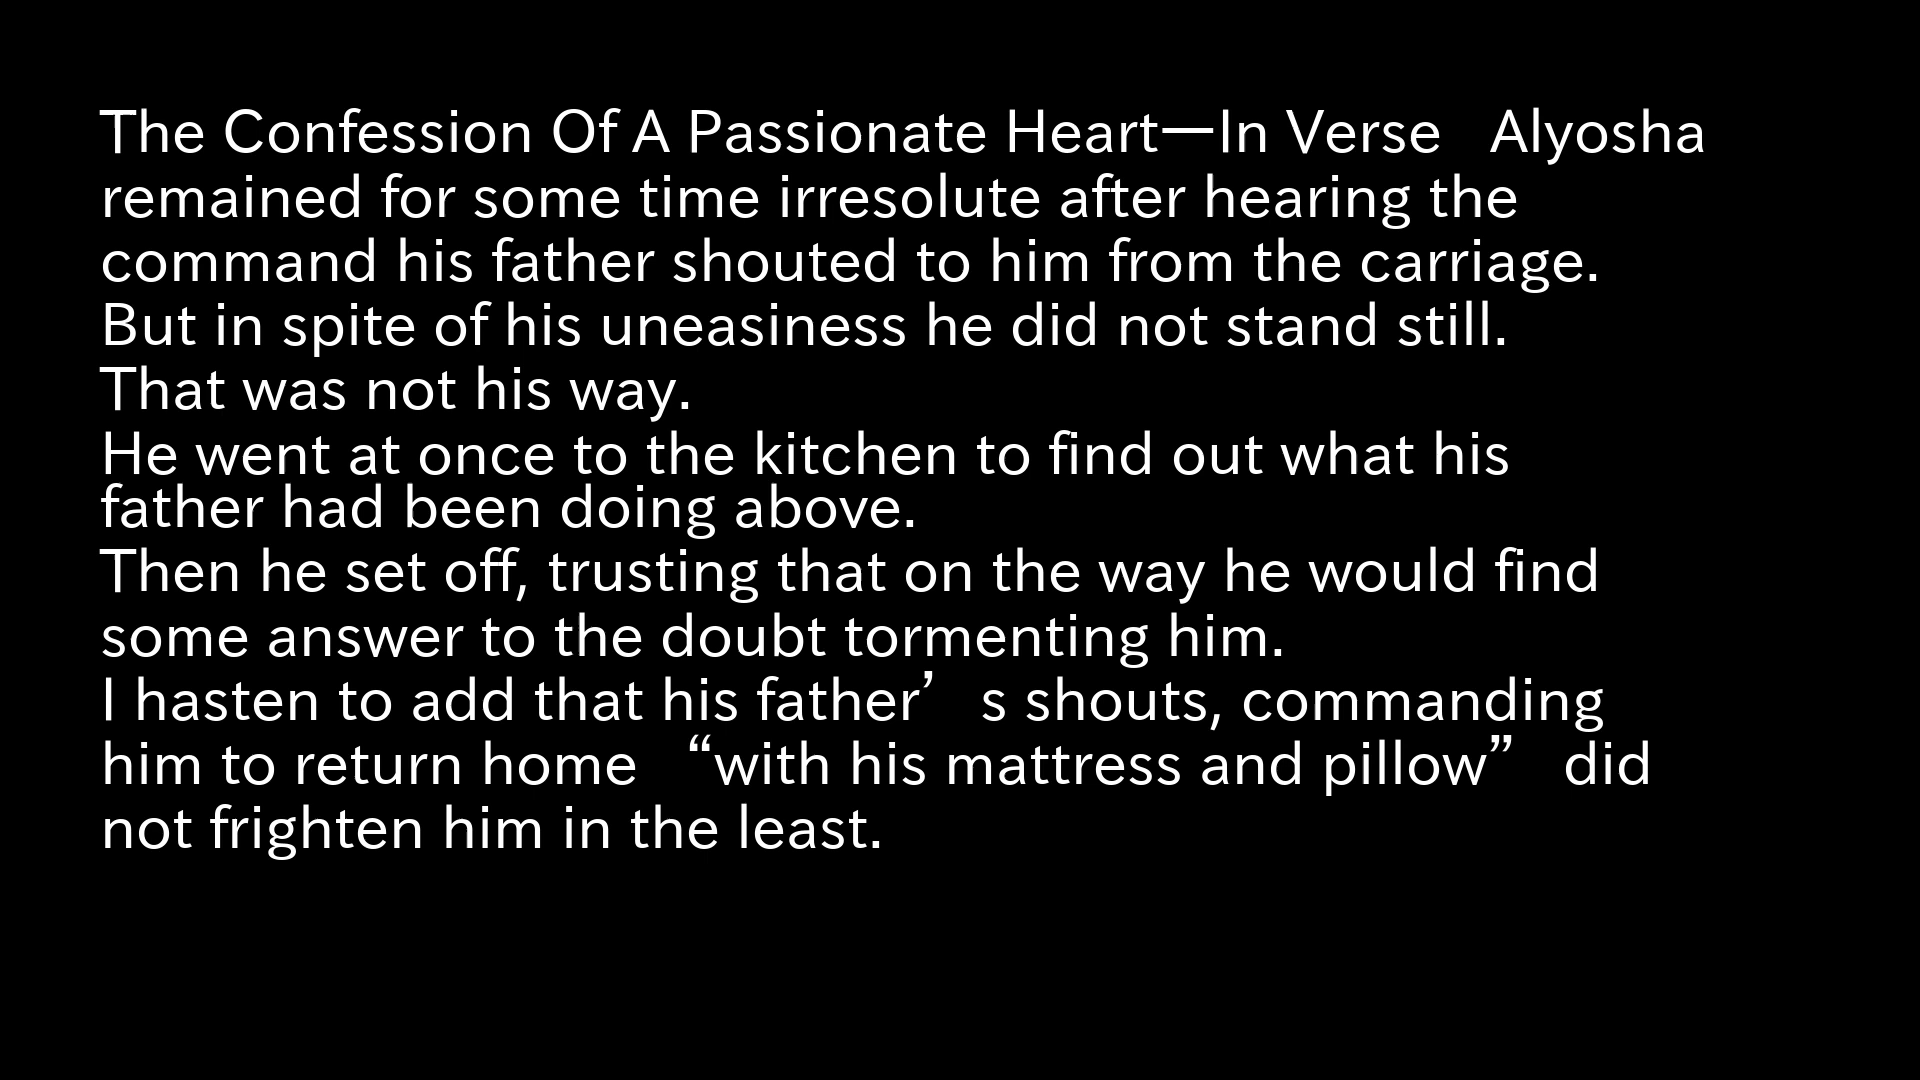 The Confession Of A Passionate Heart—In Verse   Alyosha
remained for some time irresolute after hearing the
command his father shouted to him from the carriage.
But in spite of his uneasiness he did not stand still.
That was not his way.
He went at once to the kitchen to find out what his
father had been doing above.
Then he set off, trusting that on the way he would find
some answer to the doubt tormenting him.
I hasten to add that his father’s shouts, commanding
him to return home “with his mattress and pillow” did
not frighten him in the least.